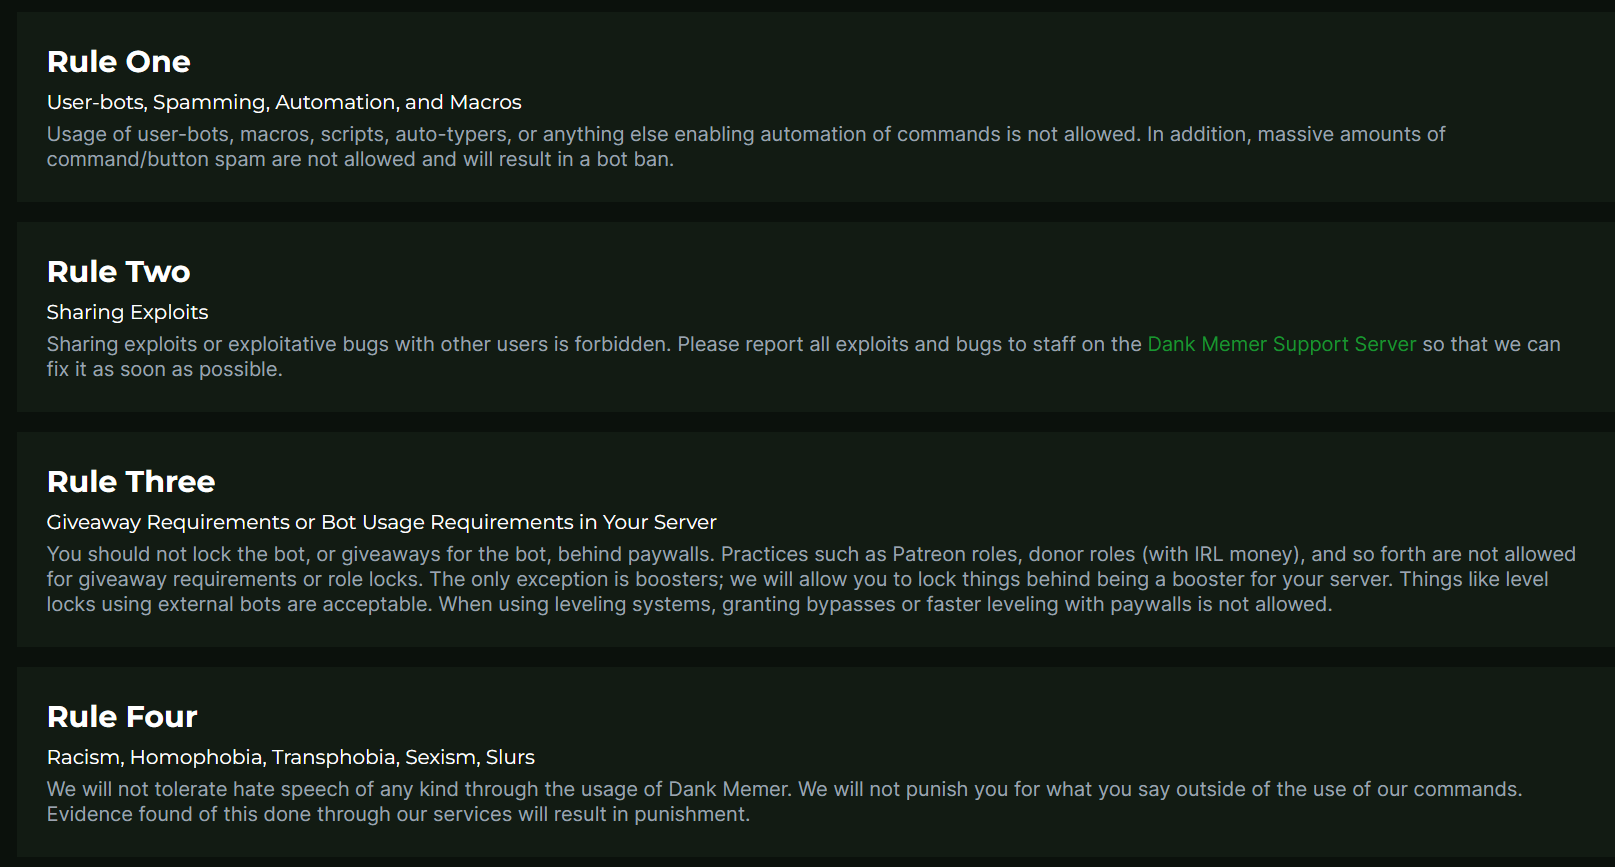 Rule One
User-bots, Spamming, Automation, and Macros
Usage of user-bots, macros, scripts, auto-typers, or anything else enabling automation of commands is not allowed. In addition, massive amounts of
command/button spam are not allowed and will result in a bot ban.
Rule Two
Sharing Exploits
Sharing exploits or exploitative bugs with other users is forbidden. Please report all exploits and bugs to staff on the Dank Memer Support Server so that we can
fix it as soon as possible.
Rule Three
Giveaway Requirements or Bot Usage Requirements in Your Server
You should not lock the bot, or giveaways for the bot, behind paywalls. Practices such as Patreon roles, donor roles (with IRL money), and so forth are not allowed
for giveaway requirements or role locks. The only exception is boosters; we will allow you to lock things behind being a booster for your server. Things like level
locks using external bots are acceptable. When using leveling systems, granting bypasses or faster leveling with paywalls is not allowed.
Rule Four
Racism, Homophobia, Transphobia, Sexism, Slurs
We will not tolerate hate speech of any kind through the usage of Dank Memer. We will not punish you for what you say outside of the use of our commands.
Evidence found of this done through our services will result in punishment.